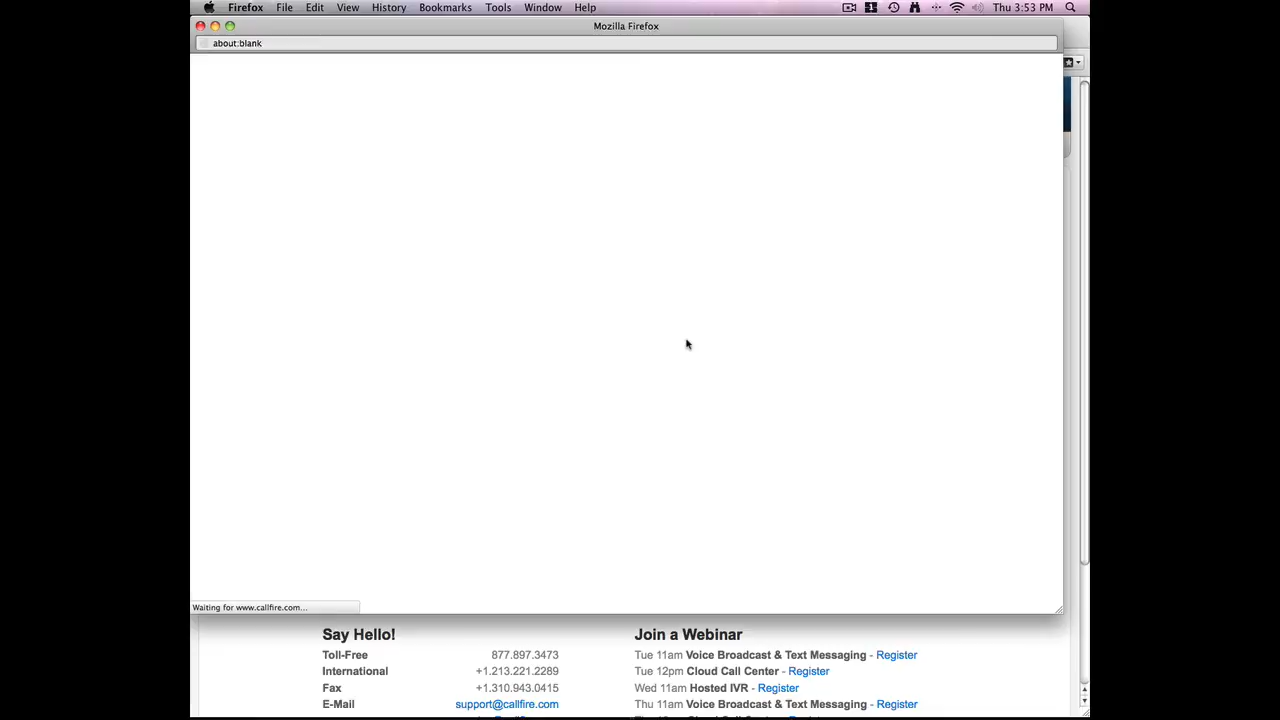 Firefox File Edit View History Bookmarks Tools Window Help 1 Thu 3:53 PM
Mozilla Firefox
about:blank
Waiting for www.callfire.com...
Say Hello! Join a Webinar
Toll-Free 877.897.3473 Tue 11am Voice Broadcast & Text Messaging - Register
International +1.213.221.2289 Tue 12pm Cloud Call Center - Register
Fax +1.310.943.0415 Wed 11am Hosted IVR - Register
E-Mail support@callfire.com Thu 11am Voice Broadcast & Text Messaging - Register